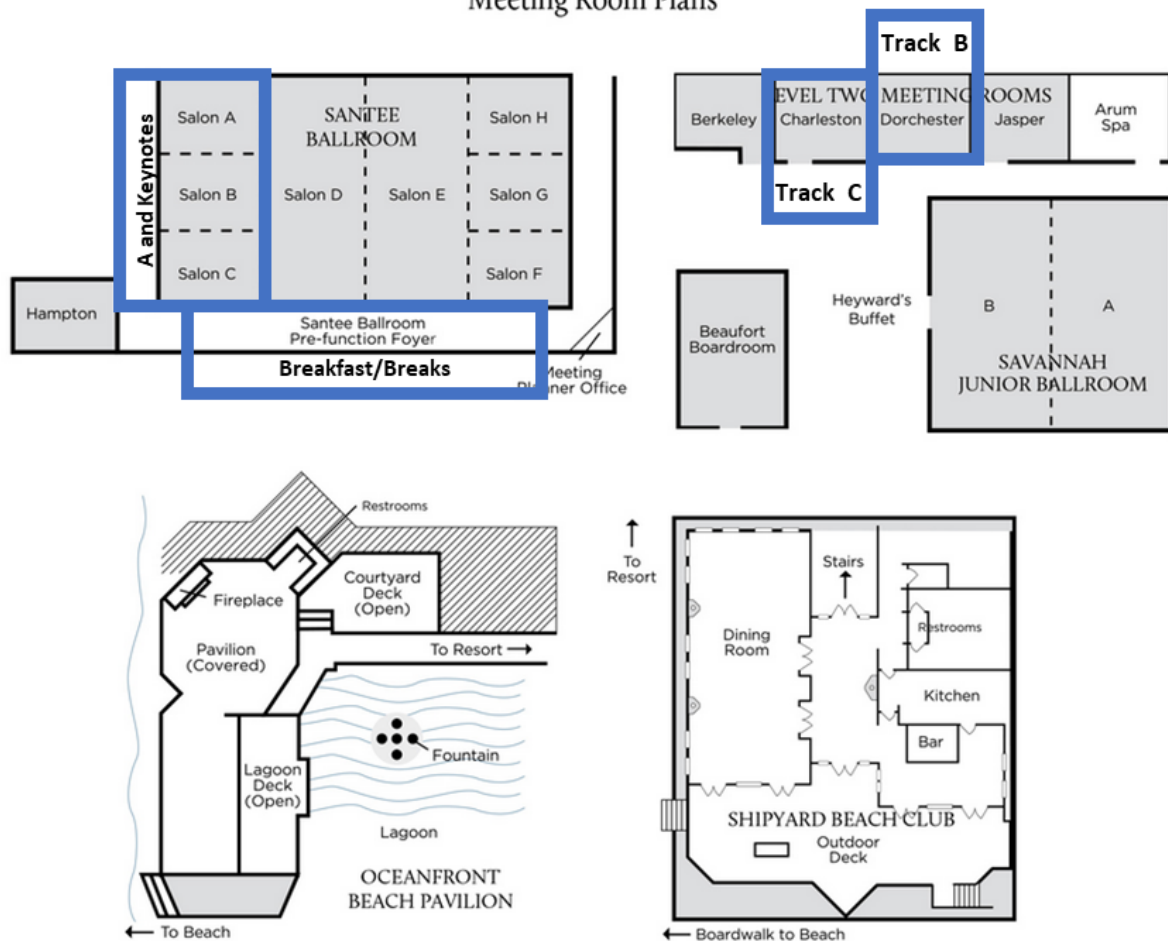 Meeting Room Plans
A and Keynotes
Salon A
Salon B
Salon C
SANTEE
BALLROOM
Salon D
Salon E
Salon H
Salon G
Salon F
Hampton
Santee Ballroom
Pre-function Foyer
Breakfast/Breaks
Meeting
Planner Office
Track B
EVEL TWO MEETING ROOMS
Berkeley
Charleston
Dorchester
Jasper
Arum
Spa
Track C
Beaufort
Boardroom
Heyward's
Buffet
B
A
SAVANNAH
JUNIOR BALLROOM
Restrooms
Fireplace
Courtyard
Deck
(Open)
Pavilion
(Covered)
To Resort
Fountain
Lagoon
Deck
(Open)
Lagoon
OCEANFRONT
BEACH PAVILION
To Beach
To
Resort
Stairs
Dining
Room
Restrooms
Kitchen
Bar
SHIPYARD BEACH CLUB
Outdoor
Deck
Boardwalk to Beach